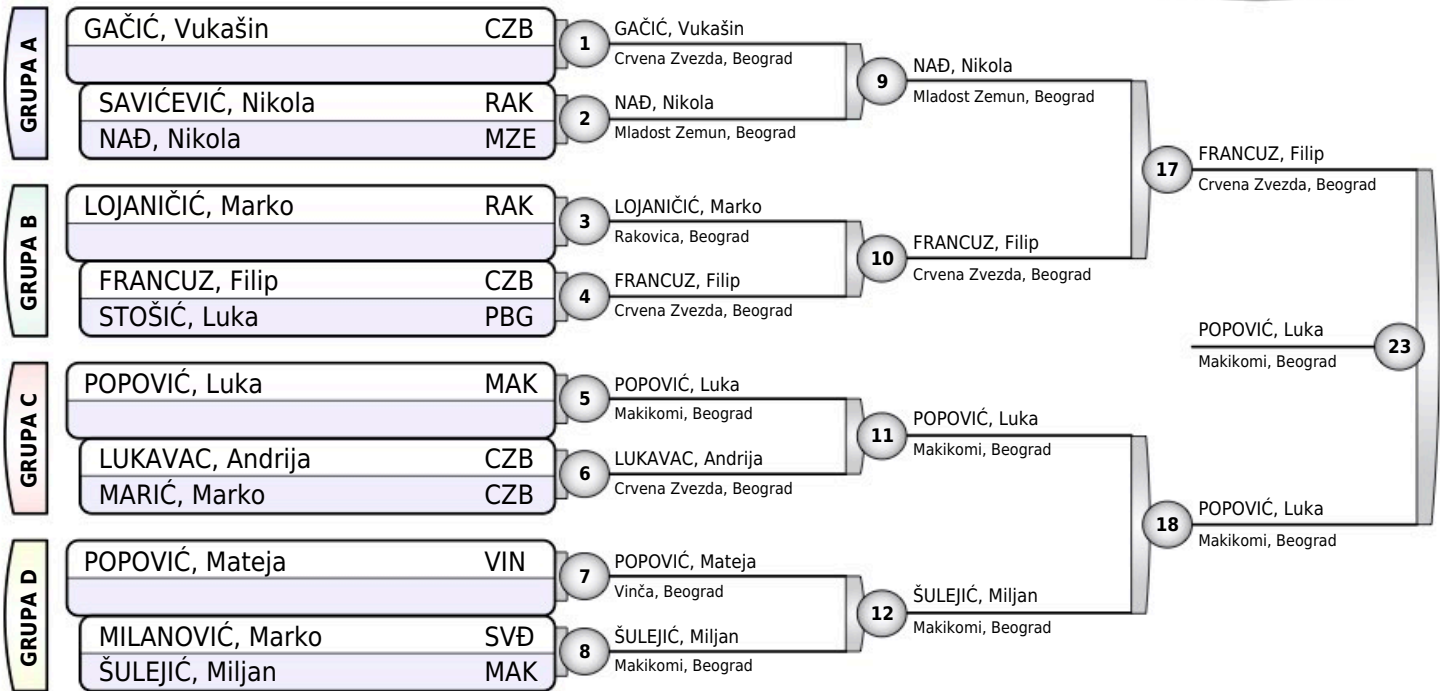 GRUPA A
GAČIĆ, Vukašin CZB
SAVIĆEVIĆ, Nikola RAK
NAĐ, Nikola MZE
GRUPA B
LOJANIČIĆ, Marko RAK
FRANCUZ, Filip CZB
STOŠIĆ, Luka PBG
GRUPA C
POPOVIĆ, Luka MAK
LUKAVAC, Andrija CZB
MARIĆ, Marko CZB
GRUPA D
POPOVIĆ, Mateja VIN
MILANOVIĆ, Marko SVĐ
ŠULEJIĆ, Miljan MAK
1
GAČIĆ, Vukašin
Crvena Zvezda, Beograd
2
NAĐ, Nikola
Mladost Zemun, Beograd
3
LOJANIČIĆ, Marko
Rakovica, Beograd
4
FRANCUZ, Filip
Crvena Zvezda, Beograd
5
POPOVIĆ, Luka
Makikomi, Beograd
6
LUKAVAC, Andrija
Crvena Zvezda, Beograd
7
POPOVIĆ, Mateja
Vinča, Beograd
8
ŠULEJIĆ, Miljan
Makikomi, Beograd
9
NAĐ, Nikola
Mladost Zemun, Beograd
10
FRANCUZ, Filip
Crvena Zvezda, Beograd
11
POPOVIĆ, Luka
Makikomi, Beograd
12
ŠULEJIĆ, Miljan
Makikomi, Beograd
17
FRANCUZ, Filip
Crvena Zvezda, Beograd
18
POPOVIĆ, Luka
Makikomi, Beograd
POPOVIĆ, Luka
Makikomi, Beograd
23